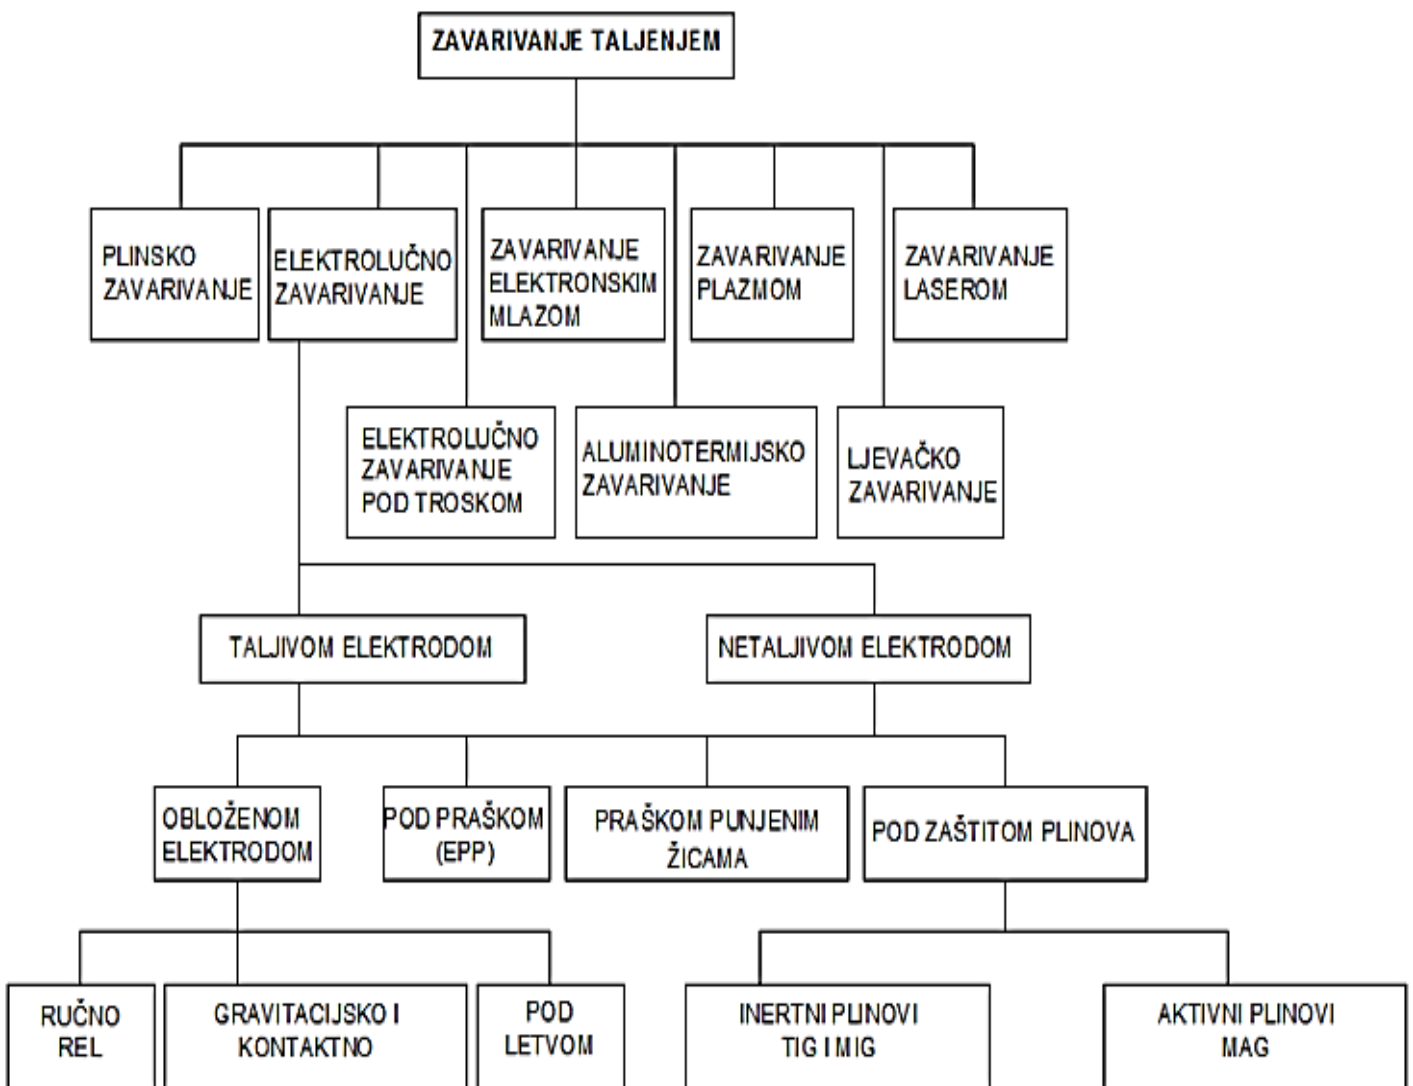 ZAVARIVANJE TALJENJEM
PLINSKO
ZAVARIVANJE
ELEKTROLUČNO
ZAVARIVANJE
ZAVARIVANJE
ELEKTRONSKIM
MLAZOM
ZAVARIVANJE
PLAZMOM
ZAVARIVANJE
LASEROM
ELEKTROLUČNO
ZAVARIVANJE
POD TROSKOM
ALUMINOTERMIJSKO
ZAVARIVANJE
LJEVAČKO
ZAVARIVANJE
TALJIVOM ELEKTRODOM
NETALJIVOM ELEKTRODOM
OBLOŽENOM
ELEKTRODOM
POD PRAŠKOM
(EPP)
PRAŠKOM PUNJENIM
ŽICAMA
POD ZAŠTITOM PLINOVA
RUČNO
REL
GRAVITACIJSKO I
KONTAKTNO
POD
LETVOM
INERTNI PLINOVI
TIG I MIG
AKTIVNI PLINOVI
MAG